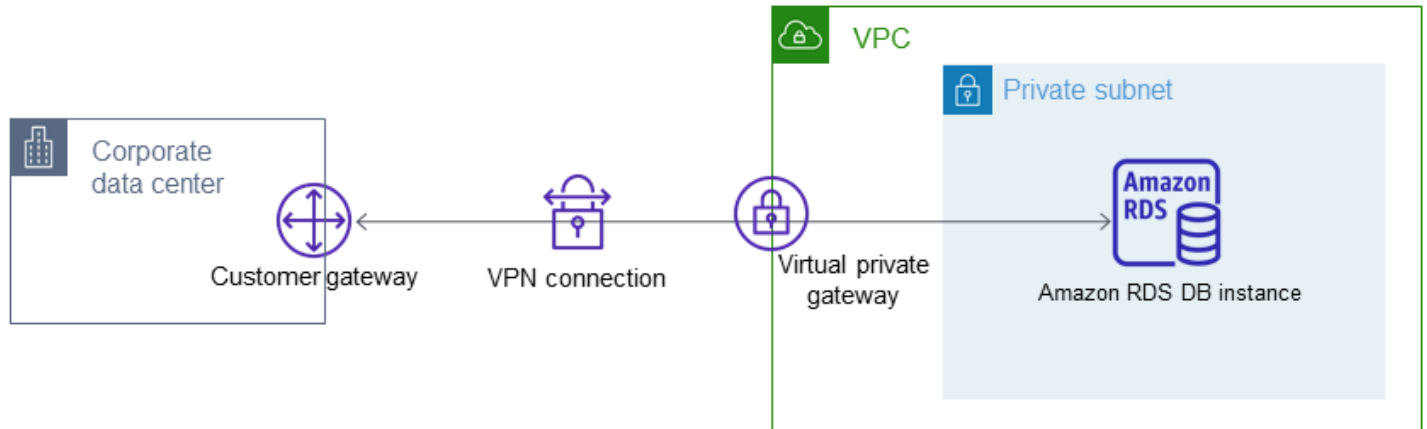 VPC
Private subnet
Corporate
data center
Amazon
RDS
Customer gateway
VPN connection
Virtual private
gateway
Amazon RDS DB instance